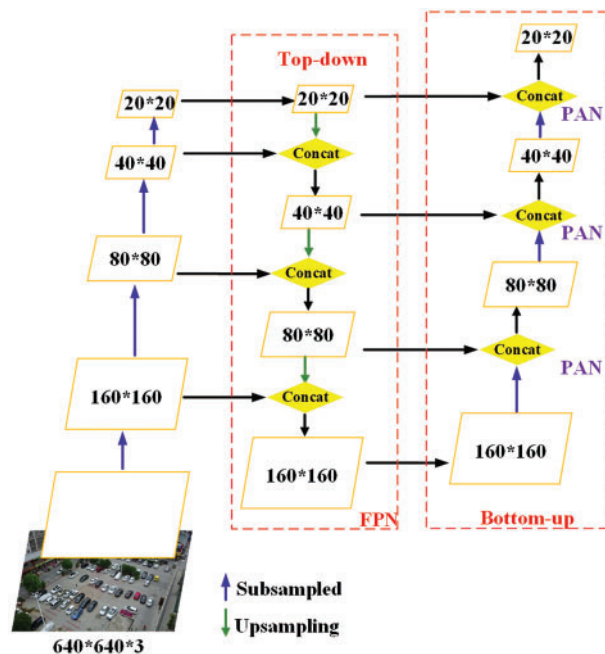 20*20
40*40
80*80
160*160
640*640*3
Top-down
20*20
Concat
40*40
Concat
80*80
Concat
160*160
FPN
20*20
Concat
PAN
40*40
Concat
PAN
80*80
Concat
PAN
160*160
Bottom-up
Subsampled
Upsampling